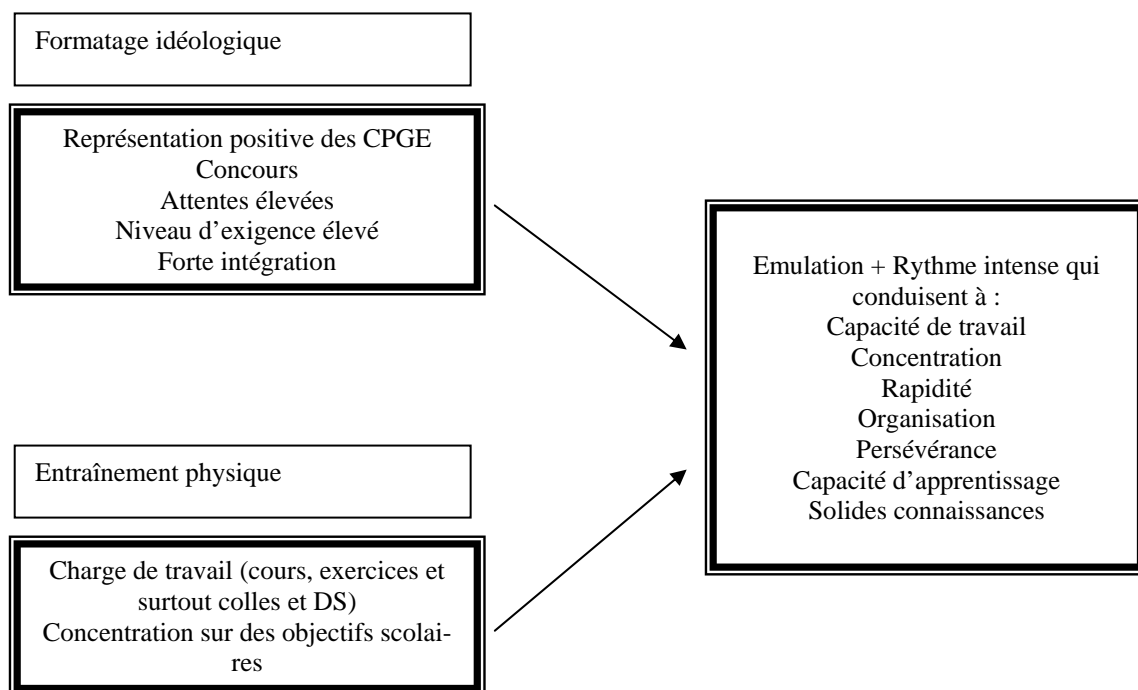 Formatage idéologique
Représentation positive des CPGE
Concours
Attentes élevées
Niveau d’exigence élevé
Forte intégration
Emulation + Rythme intense qui
conduisent à :
Capacité de travail
Concentration
Rapidité
Organisation
Persévérance
Capacité d’apprentissage
Solides connaissances
Entraînement physique
Charge de travail (cours, exercices et
surtout colles et DS)
Concentration sur des objectifs scolai-
res